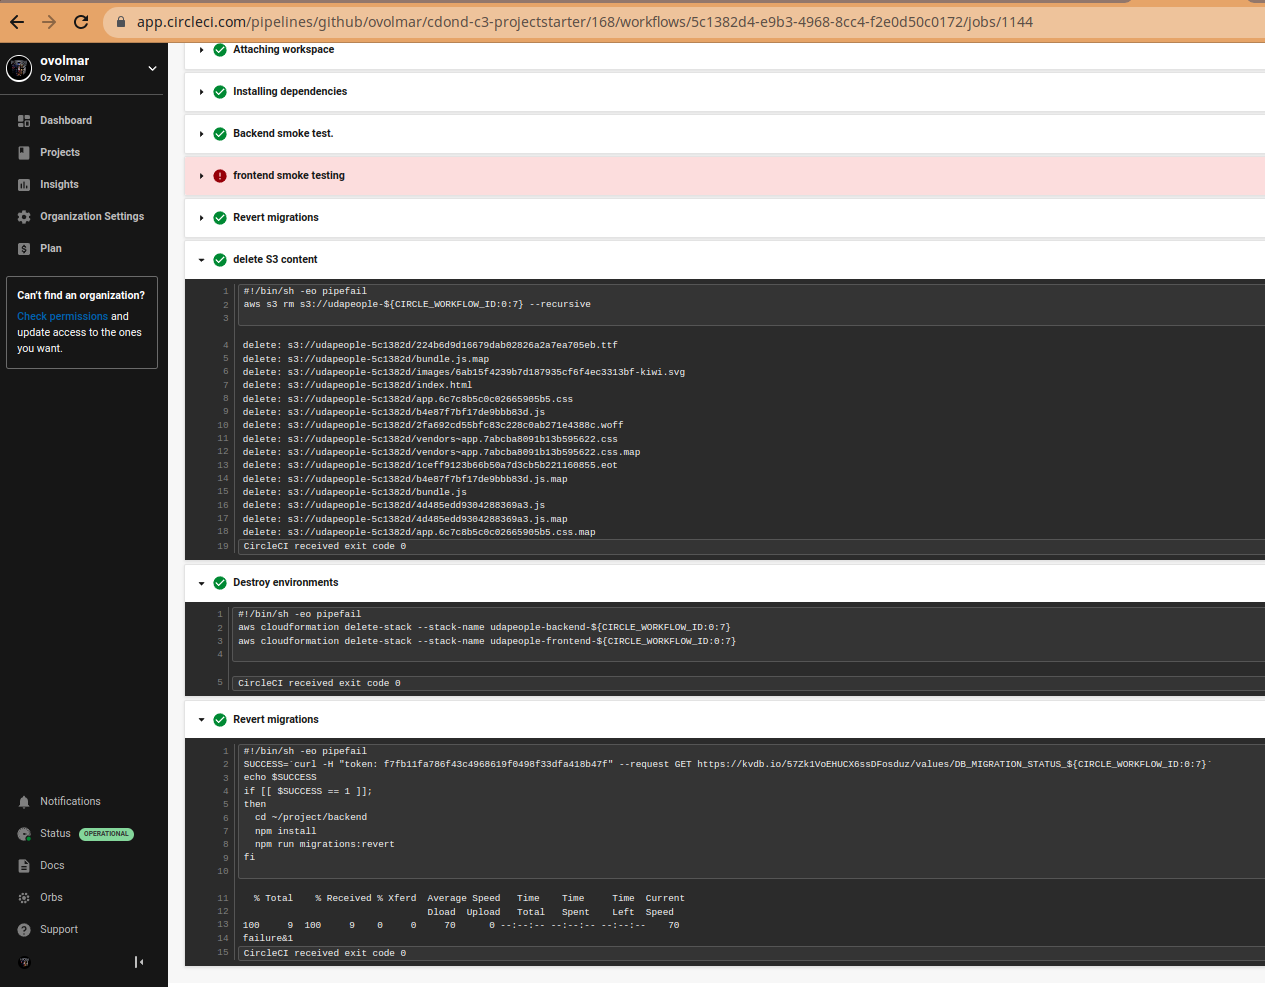 app.circleci.com/pipelines/github/ovolmar/cdond-c3-projectstarter/168/workflows/5c1382d4-e9b3-4968-8cc4-f2e0d50c0172/jobs/1144
ovolmar
Oz Volmar
Dashboard
Projects
Insights
Organization Settings
Plan
Can't find an organization?
Check permissions and
update access to the ones
you want.
Notifications
Status OPERATIONAL
Docs
Orbs
Support
Attaching workspace
Installing dependencies
Backend smoke test.
frontend smoke testing
Revert migrations
delete S3 content
1 #!/bin/sh -eo pipefail
2 aws s3 rm s3://udapeople-${CIRCLE_WORKFLOW_ID:0:7} --recursive
3
4 delete: s3://udapeople-5c1382d/224b6d9d16679dab02826a2a7ea705eb.ttf
5 delete: s3://udapeople-5c1382d/bundle.js.map
6 delete: s3://udapeople-5c1382d/images/6ab15f4239b7d187935cf6f4ec3313bf-kiwi.svg
7 delete: s3://udapeople-5c1382d/index.html
8 delete: s3://udapeople-5c1382d/app.6c7c8b5c0c02665905b5.css
9 delete: s3://udapeople-5c1382d/b4e87f7bf17de9bbb83d.js
10 delete: s3://udapeople-5c1382d/2fa692cd55bfc83c228c0ab271e4388c.woff
11 delete: s3://udapeople-5c1382d/vendors~app.7abcba8091b13b595622.css
12 delete: s3://udapeople-5c1382d/vendors~app.7abcba8091b13b595622.css.map
13 delete: s3://udapeople-5c1382d/1ceff9123b66b50a7d3cb5b221160855.eot
14 delete: s3://udapeople-5c1382d/b4e87f7bf17de9bbb83d.js.map
15 delete: s3://udapeople-5c1382d/bundle.js
16 delete: s3://udapeople-5c1382d/4d485edd9304288369a3.js
17 delete: s3://udapeople-5c1382d/4d485edd9304288369a3.js.map
18 delete: s3://udapeople-5c1382d/app.6c7c8b5c0c02665905b5.css.map
19 CircleCI received exit code 0
Destroy environments
1 #!/bin/sh -eo pipefail
2 aws cloudformation delete-stack --stack-name udapeople-backend-${CIRCLE_WORKFLOW_ID:0:7}
3 aws cloudformation delete-stack --stack-name udapeople-frontend-${CIRCLE_WORKFLOW_ID:0:7}
4
5 CircleCI received exit code 0
Revert migrations
1 #!/bin/sh -eo pipefail
2 SUCCESS=`curl -H "token: f7fb11fa786f43c4968619f0498f33dfa418b47f" --request GET https://kvdb.io/57Zk1VoEHUCX6ssDFosduz/values/DB_MIGRATION_STATUS_${CIRCLE_WORKFLOW_ID:0:7}`
3 echo $SUCCESS
4 if [[ $SUCCESS == 1 ]];
5 then
6 cd ~/project/backend
7 npm install
8 npm run migrations:revert
9 fi
10
11 % Total % Received % Xferd Average Speed Time Time Time Current
12 Dload Upload Total Spent Left Speed
13 100 9 100 9 0 0 70 0 --:--:-- --:--:-- --:--:-- 70
14 failure&1
15 CircleCI received exit code 0